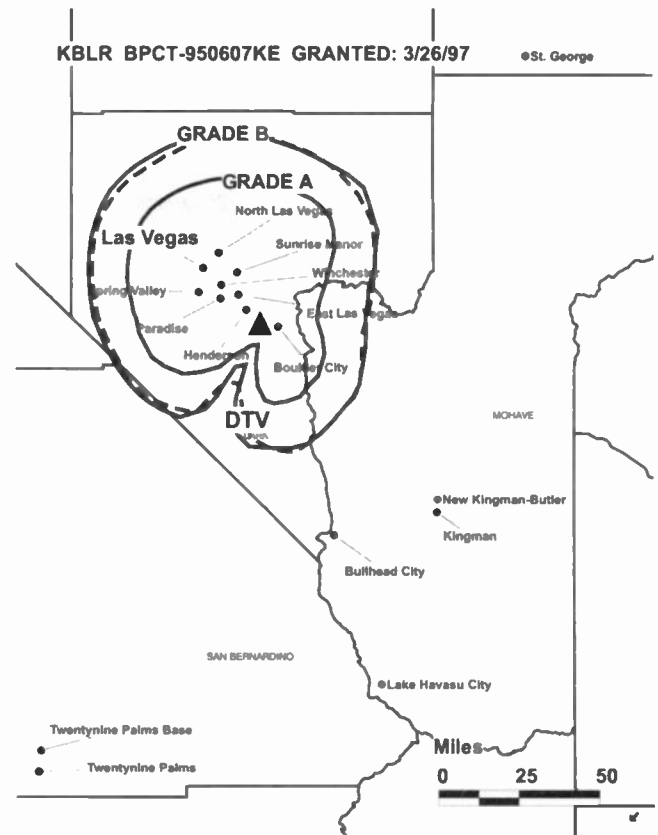 KBLR BPCT-950607KE GRANTED: 3/26/97
St. George
GRADE B
GRADE A
North Las Vegas
Las Vegas
Sunrise Manor
Winchester
Spring Valley
East Las Vegas
Paradise
Henderson
Boulder City
DTV
MOHAVE
New Kingman-Butler
Kingman
Bullhead City
SAN BERNARDINO
Lake Havasu City
Twentynine Palms Base
Miles
Twentynine Palms
0 25 50